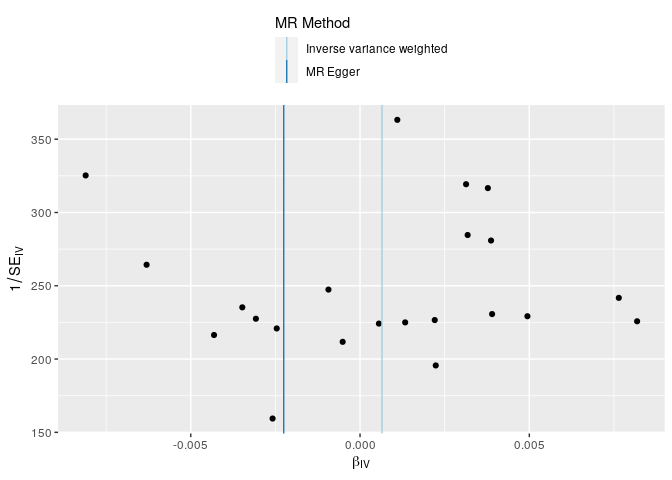 MR Method
Inverse variance weighted
MR Egger
350
300
250
200
150
1/SE_IV
-0.005
0.000
0.005
β_IV